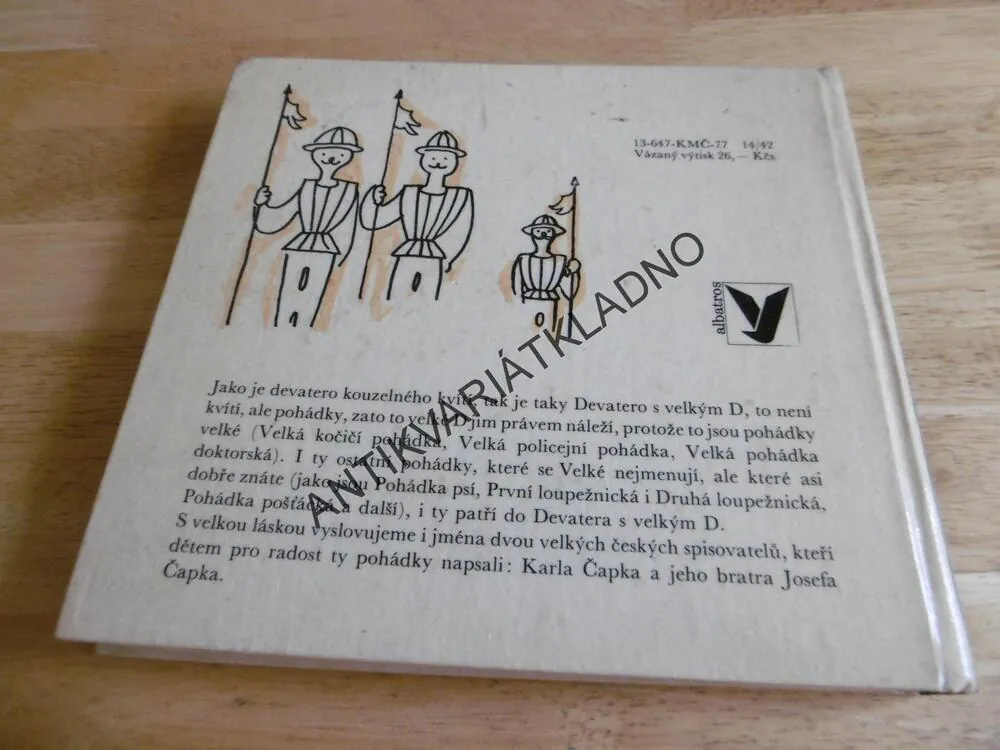 13-647-KMČ-77 14/42
Vázaný výtisk 26,— Kčs
albatros
Jako je devatero kouzelného kvítí, tak je taky Devatero s velkým D, to není
kvítí, ale pohádky, zato to velké D jim právem náleží, protože to jsou pohádky
velké (Velká kočičí pohádka, Velká policejní pohádka, Velká pohádka
doktorská). I ty ostatní pohádky, které se Velké nejmenují, ale které asi
dobře znáte (jako jsou Pohádka psí, První loupežnická i Druhá loupežnická,
Pohádka pošťácká a další), i ty patří do Devatera s velkým D.
S velkou láskou vyslovujeme i jména dvou velkých českých spisovatelů, kteří
dětem pro radost ty pohádky napsali: Karla Čapka a jeho bratra Josefa
Čapka.
ANTIKVARIÁTKLADNO